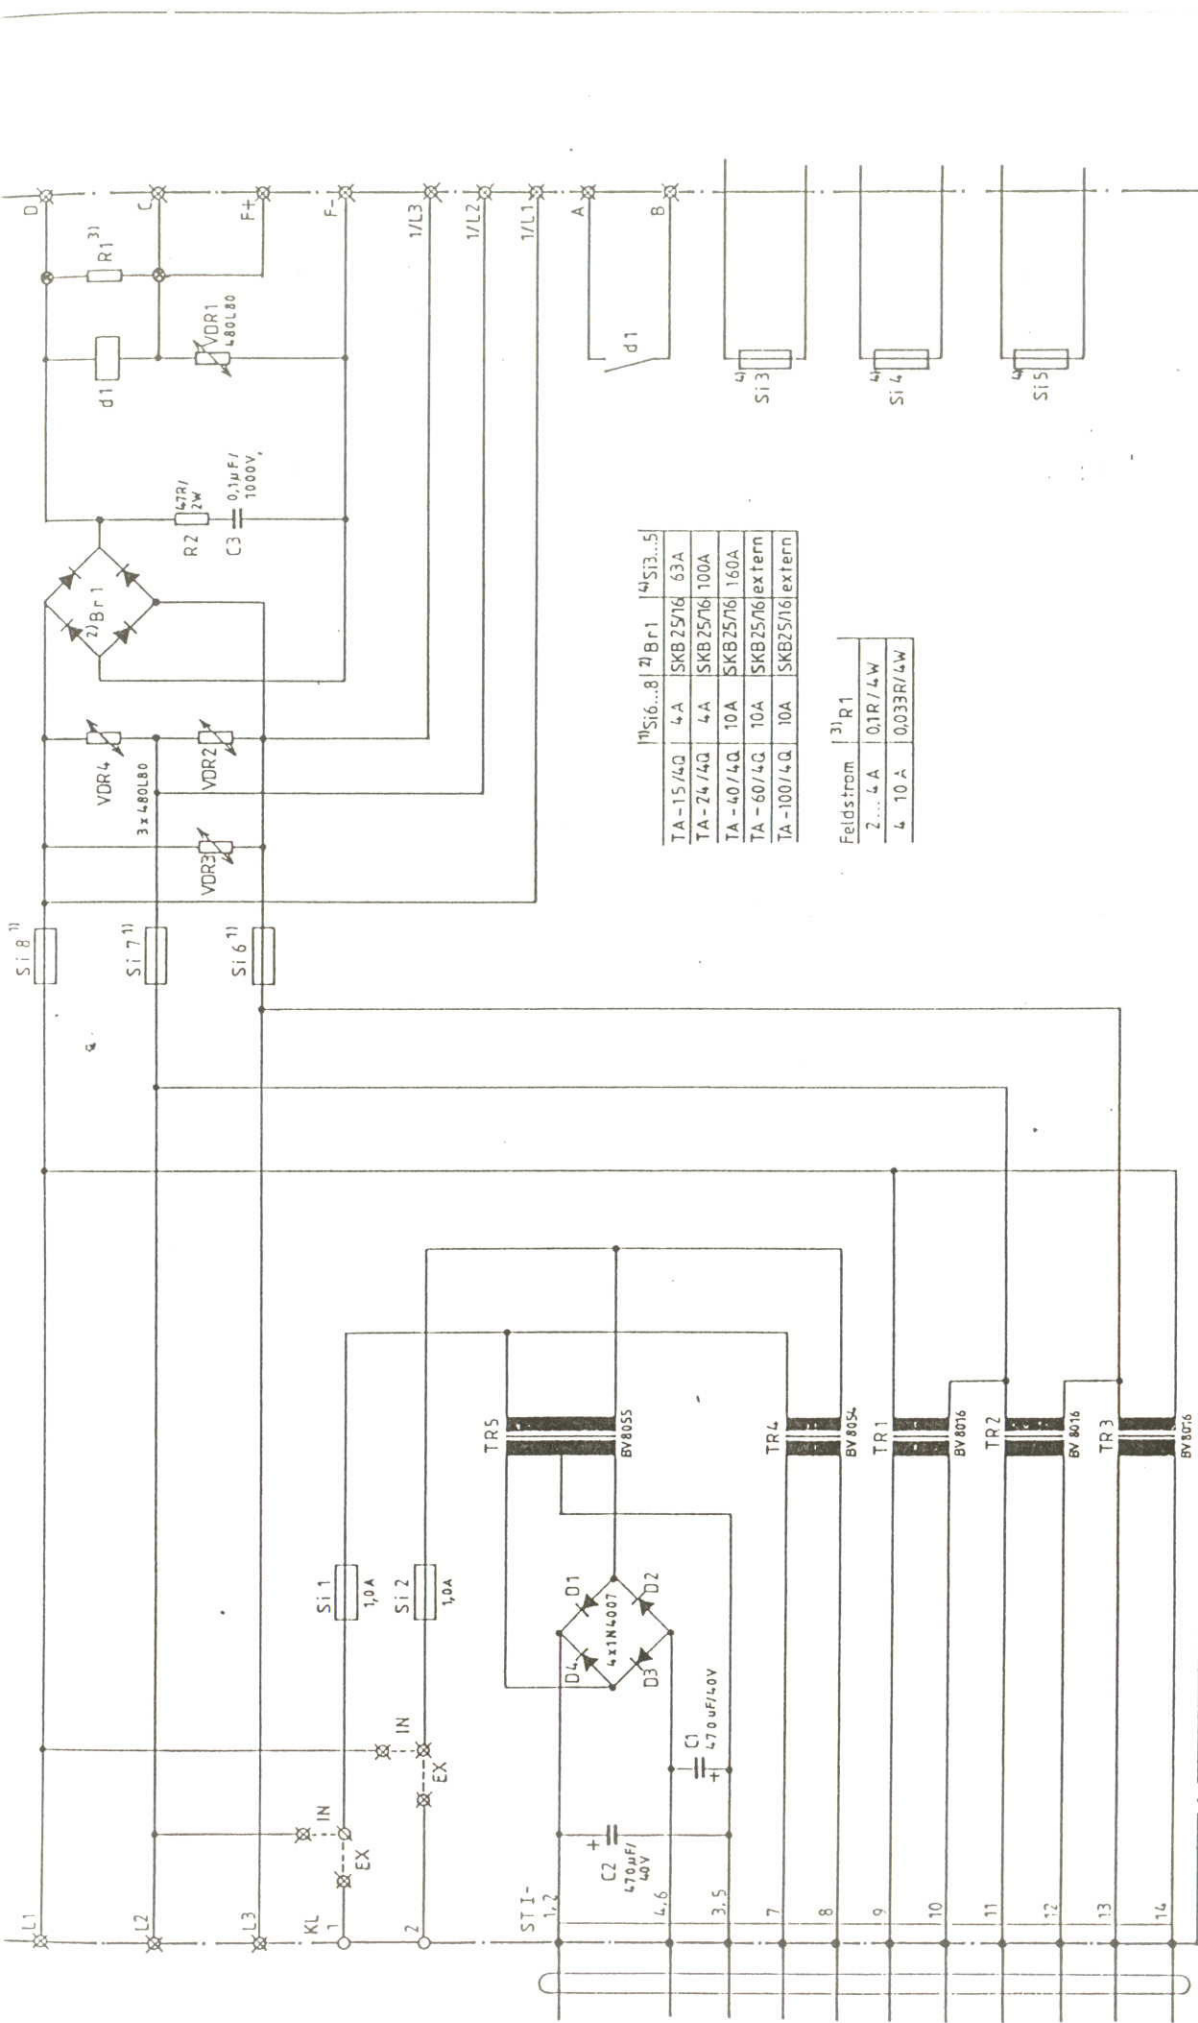 L1
L2
L3
KL
1
2
IN
EX
IN
EX
Si 1
1,0A
Si 2
1,0A
Si 8 1)
Si 7 1)
Si 6 1)
VDR4
3x480L80
VDR2
VDR3
2) Br1
R2
47R/
2W
C3
0,1µF/
1000V,
d1
R1 3)
VDR1
480L80
D
C
F+
F-
1/L3
1/L2
1/L1
A
B
d1
4)
Si 3
4)
Si 4
4)
Si 5
ST I-
1, 2
4,6
3, 5
7
8
9
10
11
12
13
14
C2
+
470µF/
40V
C1
+
470uF/40V
D4
D1
4x1N4007
D3
D2
TR5
BV8055
TR4
BV8054
TR1
BV8016
TR2
BV8016
TR3
BV8016
1)Si6...8 2) Br1 4)Si3...5
TA-15/4Q 4A SKB25/16 63A
TA-24/4Q 4A SKB25/16 100A
TA-40/4Q 10A SKB25/16 160A
TA-60/4Q 10A SKB25/16 extern
TA-100/4Q 10A SKB25/16 extern
Feldstrom 3) R1
2...4 A 0,1R/4W
4 10 A 0,033R/4W